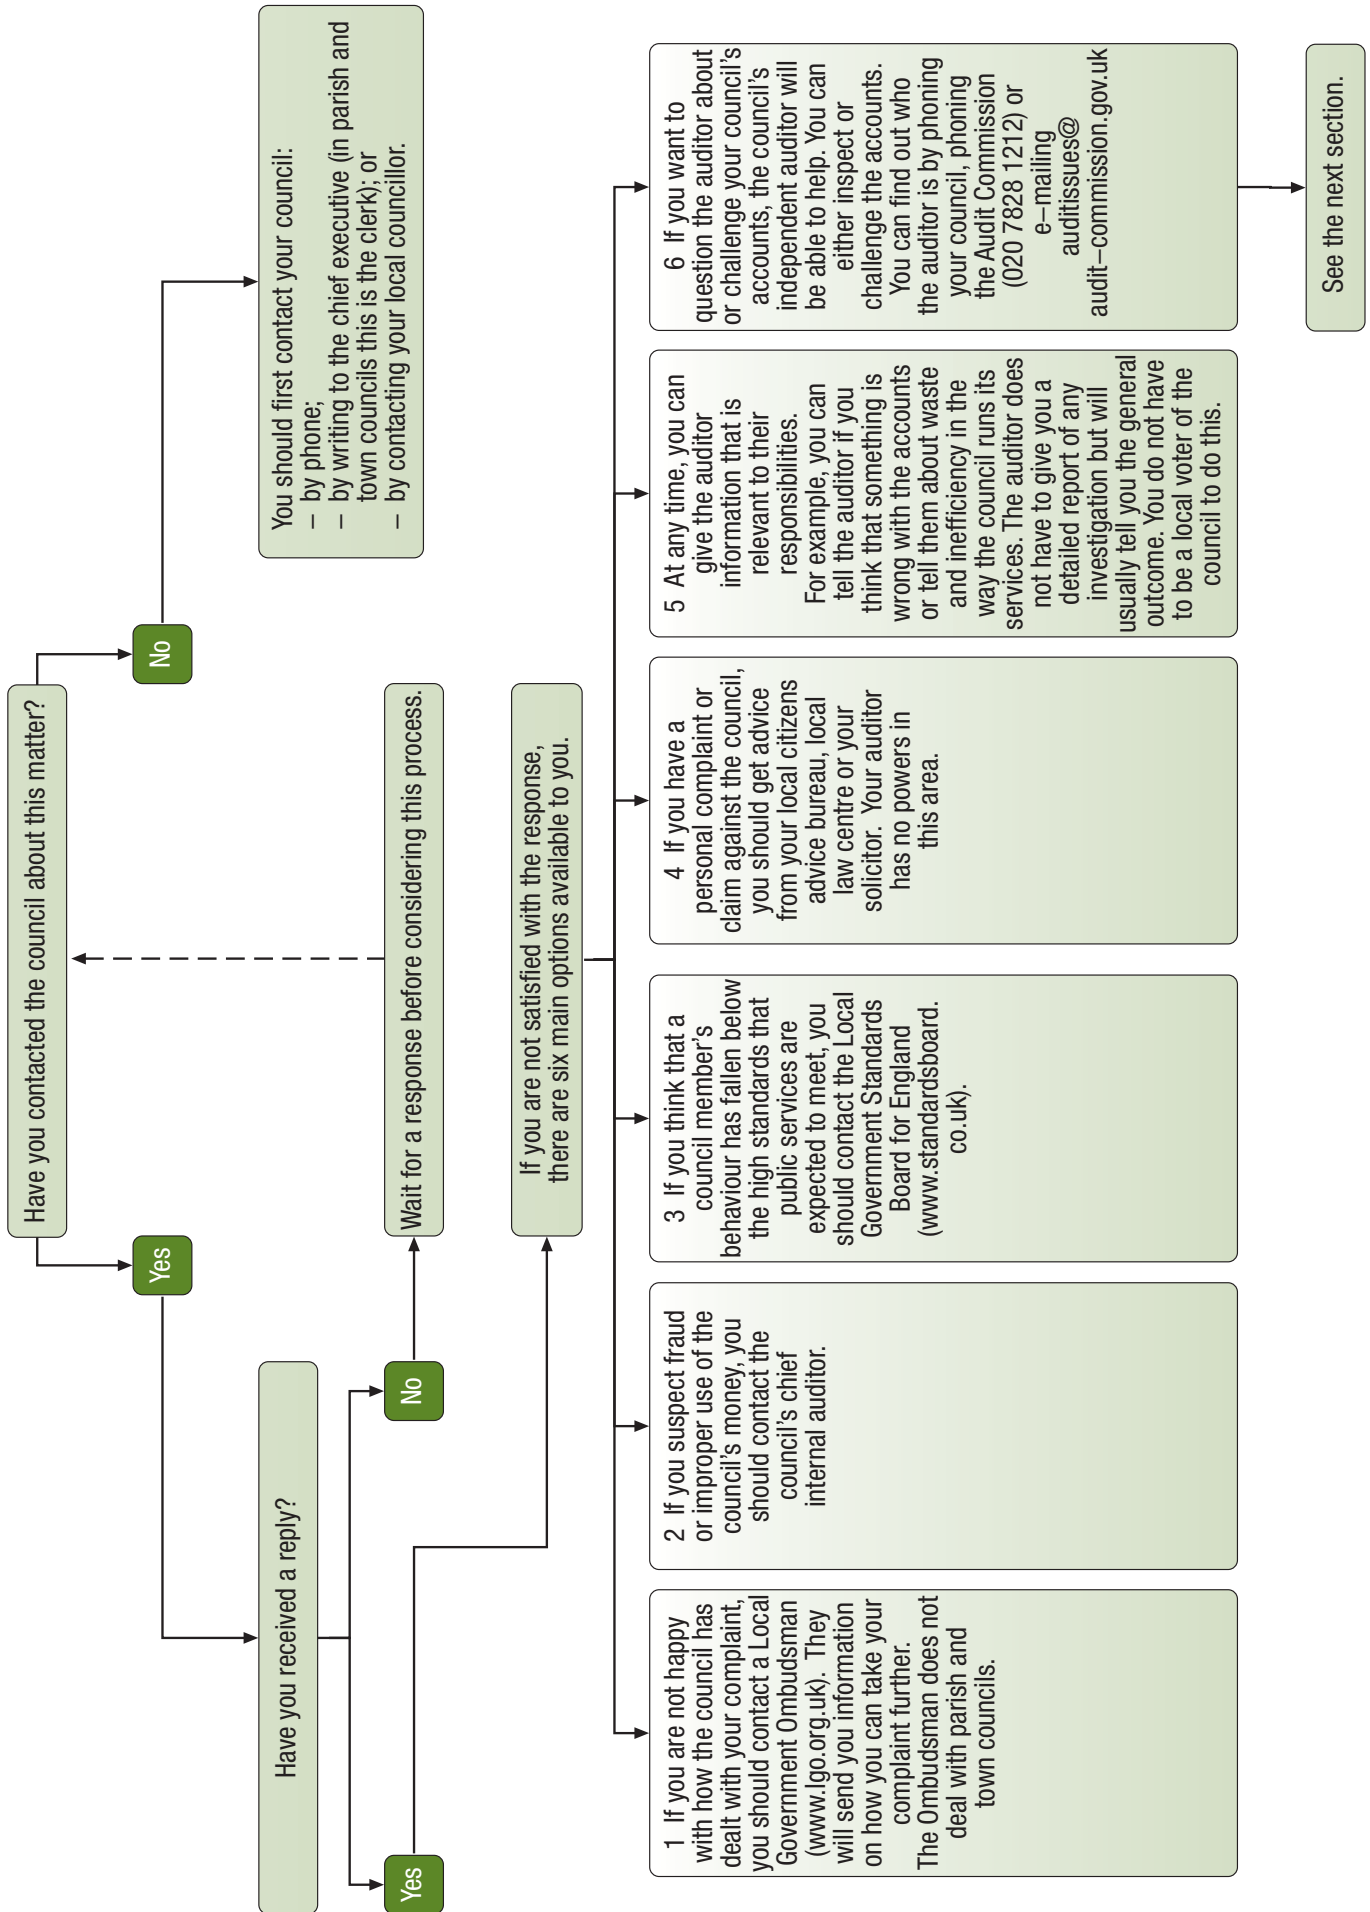 Have you contacted the council about this matter?
Yes
No
Have you received a reply?
You should first contact your council:
– by phone;
– by writing to the chief executive (in parish and
town councils this is the clerk); or
– by contacting your local councillor.
Yes
No
Wait for a response before considering this process.
If you are not satisfied with the response,
there are six main options available to you.
1 If you are not happy
with how the council has
dealt with your complaint,
you should contact a Local
Government Ombudsman
(www.lgo.org.uk). They
will send you information
on how you can take your
complaint further.
The Ombudsman does not
deal with parish and
town councils.
2 If you suspect fraud
or improper use of the
council's money, you
should contact the
council's chief
internal auditor.
3 If you think that a
council member's
behaviour has fallen below
the high standards that
public services are
expected to meet, you
should contact the Local
Government Standards
Board for England
(www.standardsboard.
co.uk).
4 If you have a
personal complaint or
claim against the council,
you should get advice
from your local citizens
advice bureau, local
law centre or your
solicitor. Your auditor
has no powers in
this area.
5 At any time, you can
give the auditor
information that is
relevant to their
responsibilities.
For example, you can
tell the auditor if you
think that something is
wrong with the accounts
or tell them about waste
and inefficiency in the
way the council runs its
services. The auditor does
not have to give you a
detailed report of any
investigation but will
usually tell you the general
outcome. You do not have
to be a local voter of the
council to do this.
6 If you want to
question the auditor about
or challenge your council's
accounts, the council's
independent auditor will
be able to help. You can
either inspect or
challenge the accounts.
You can find out who
the auditor is by phoning
your council, phoning
the Audit Commission
(020 7828 1212) or
e–mailing
auditissues@
audit–commission.gov.uk
See the next section.